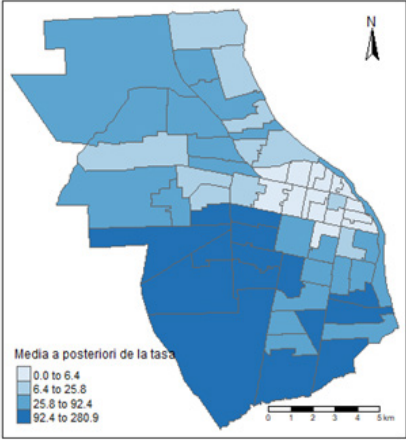 N
Media a posteriori de la tasa
0.0 to 6.4
6.4 to 25.8
25.8 to 92.4
92.4 to 280.9
0 1 2 3 4 5 km